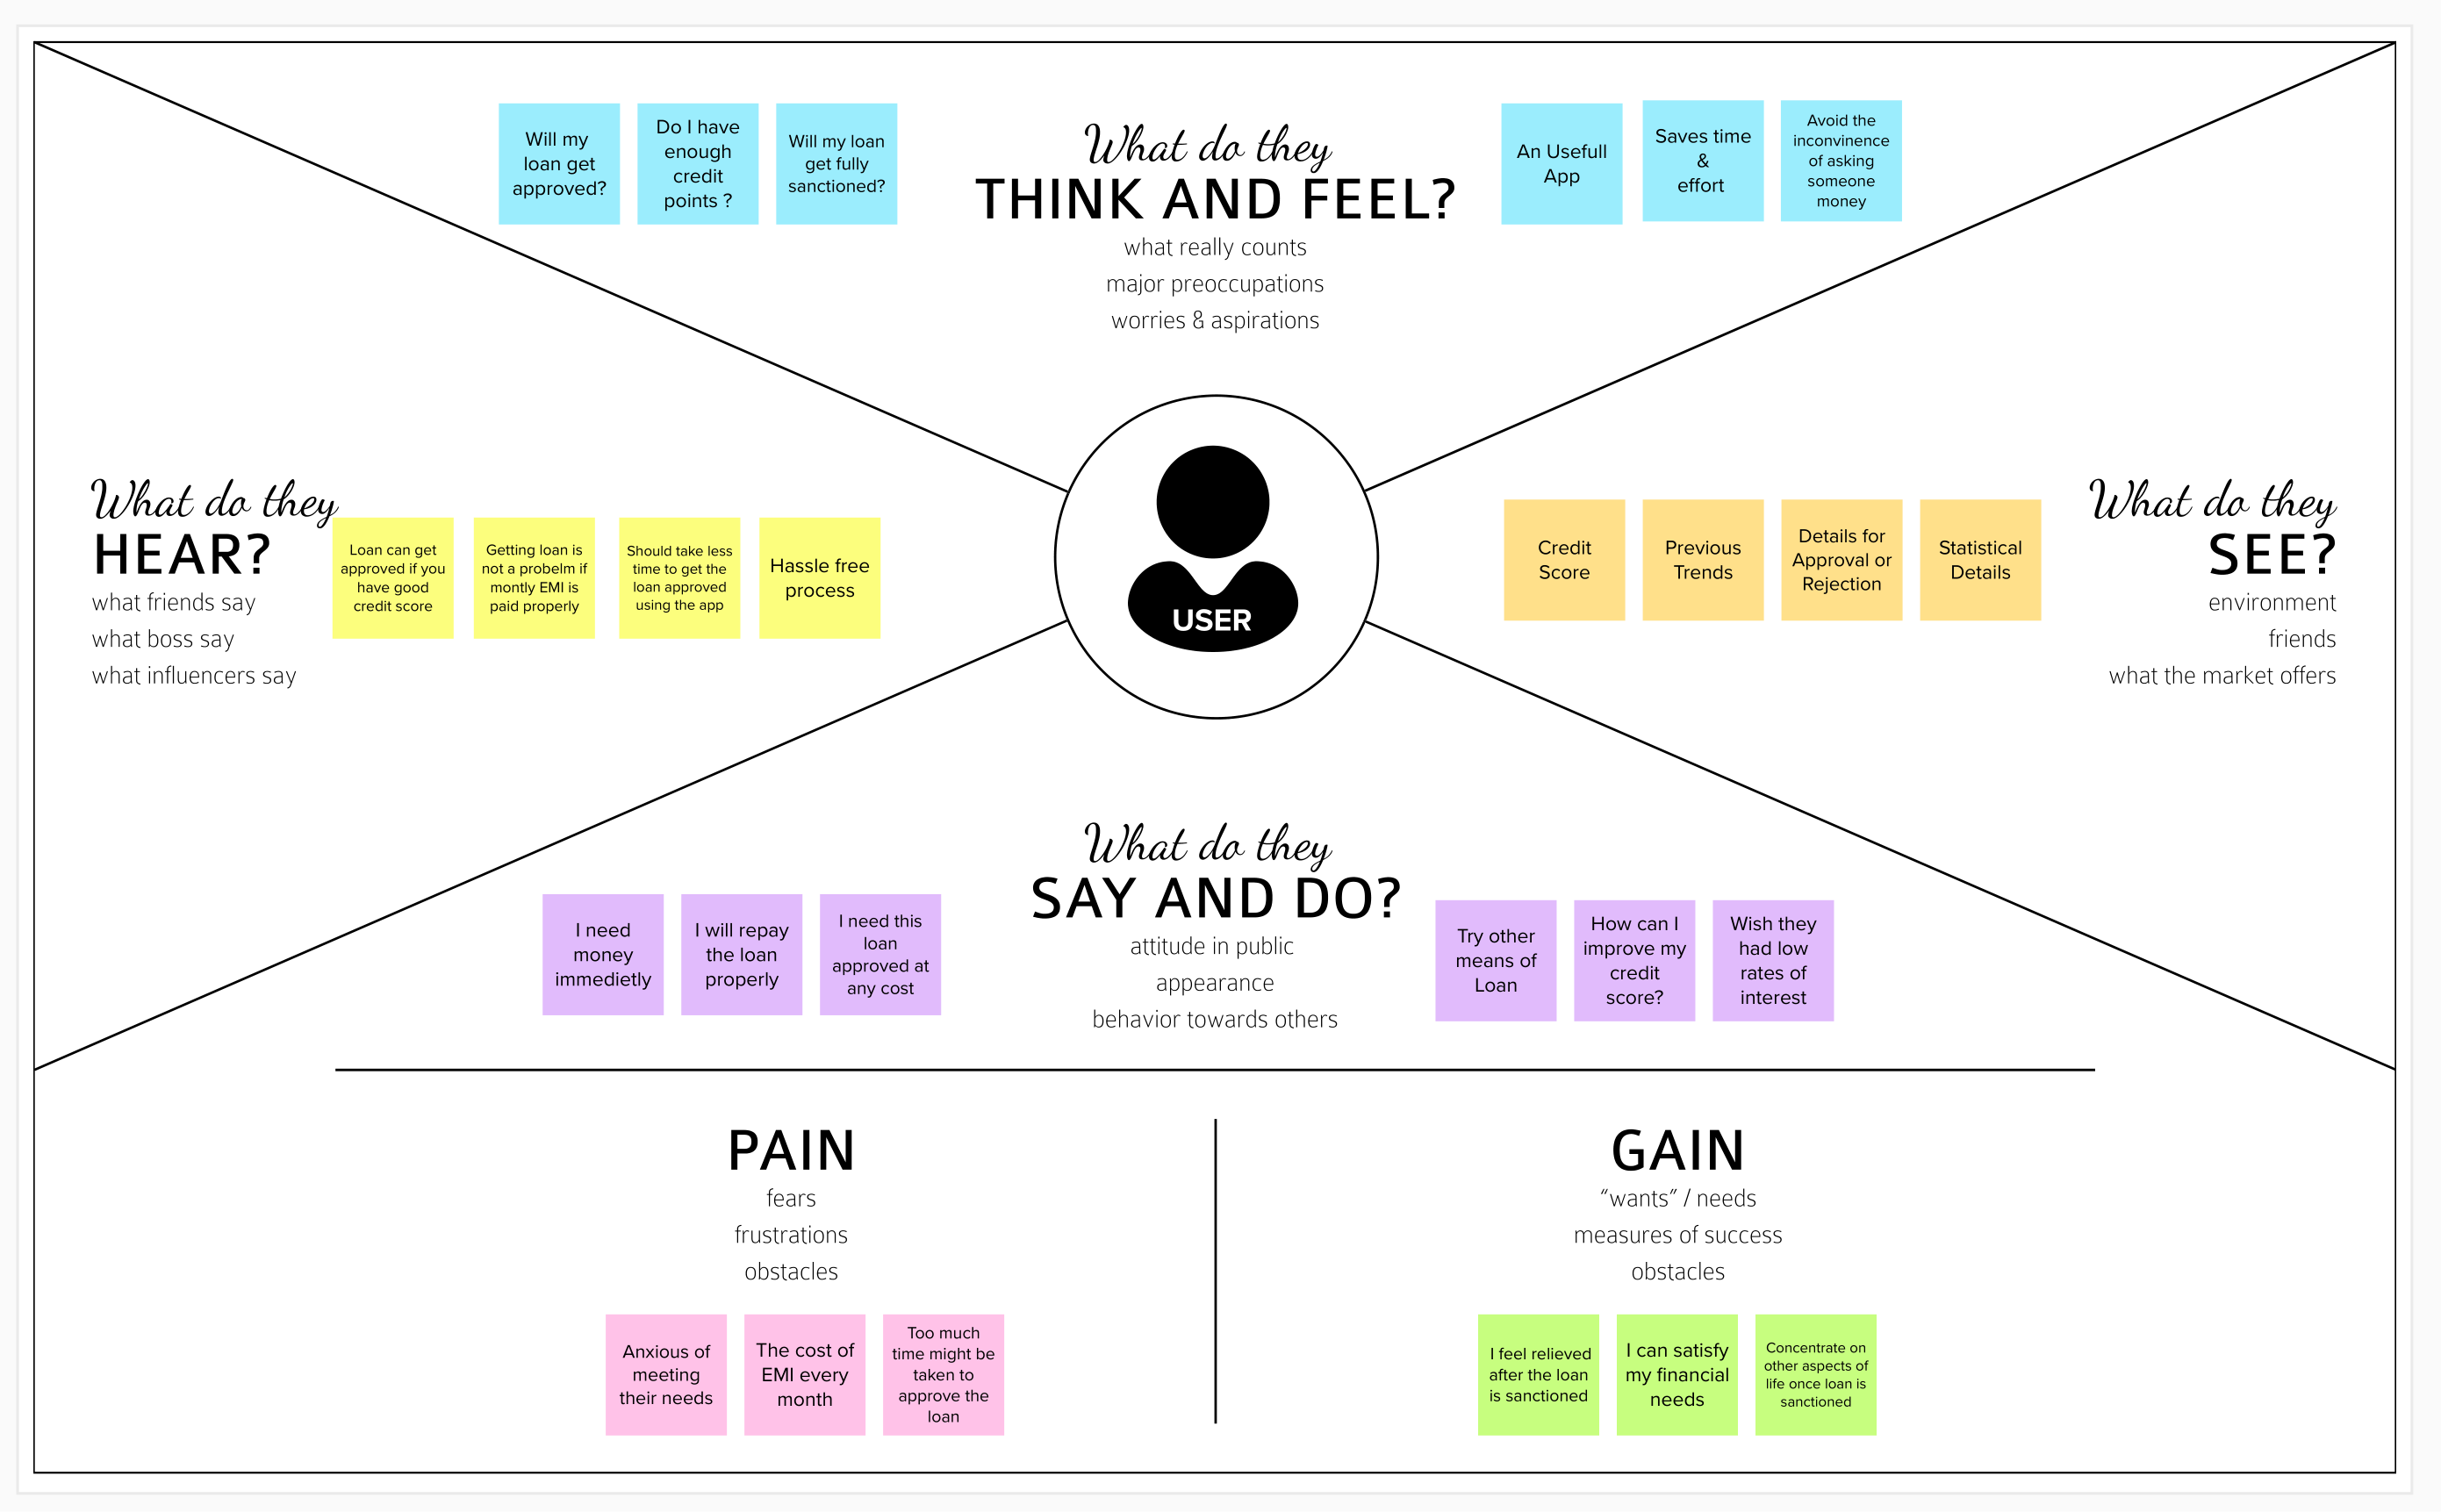 Will my
loan get
approved?
Do I have
enough
credit
points ?
Will my loan
get fully
sanctioned?
What do they
THINK AND FEEL?
what really counts
major preoccupations
worries & aspirations
An Usefull
App
Saves time
&
effort
Avoid the
inconvinence
of asking
someone
money
What do they
HEAR?
what friends say
what boss say
what influencers say
Loan can get
approved if you
have good
credit score
Getting loan is
not a probelm if
montly EMI is
paid properly
Should take less
time to get the
loan approved
using the app
Hassle free
process
USER
Credit
Score
Previous
Trends
Details for
Approval or
Rejection
Statistical
Details
What do they
SEE?
environment
friends
what the market offers
I need
money
immedietly
I will repay
the loan
properly
I need this
loan
approved at
any cost
What do they
SAY AND DO?
attitude in public
appearance
behavior towards others
Try other
means of
Loan
How can I
improve my
credit
score?
Wish they
had low
rates of
interest
PAIN
fears
frustrations
obstacles
Anxious of
meeting
their needs
The cost of
EMI every
month
Too much
time might be
taken to
approve the
loan
GAIN
“wants” / needs
measures of success
obstacles
I feel relieved
after the loan
is sanctioned
I can satisfy
my financial
needs
Concentrate on
other aspects of
life once loan is
sanctioned